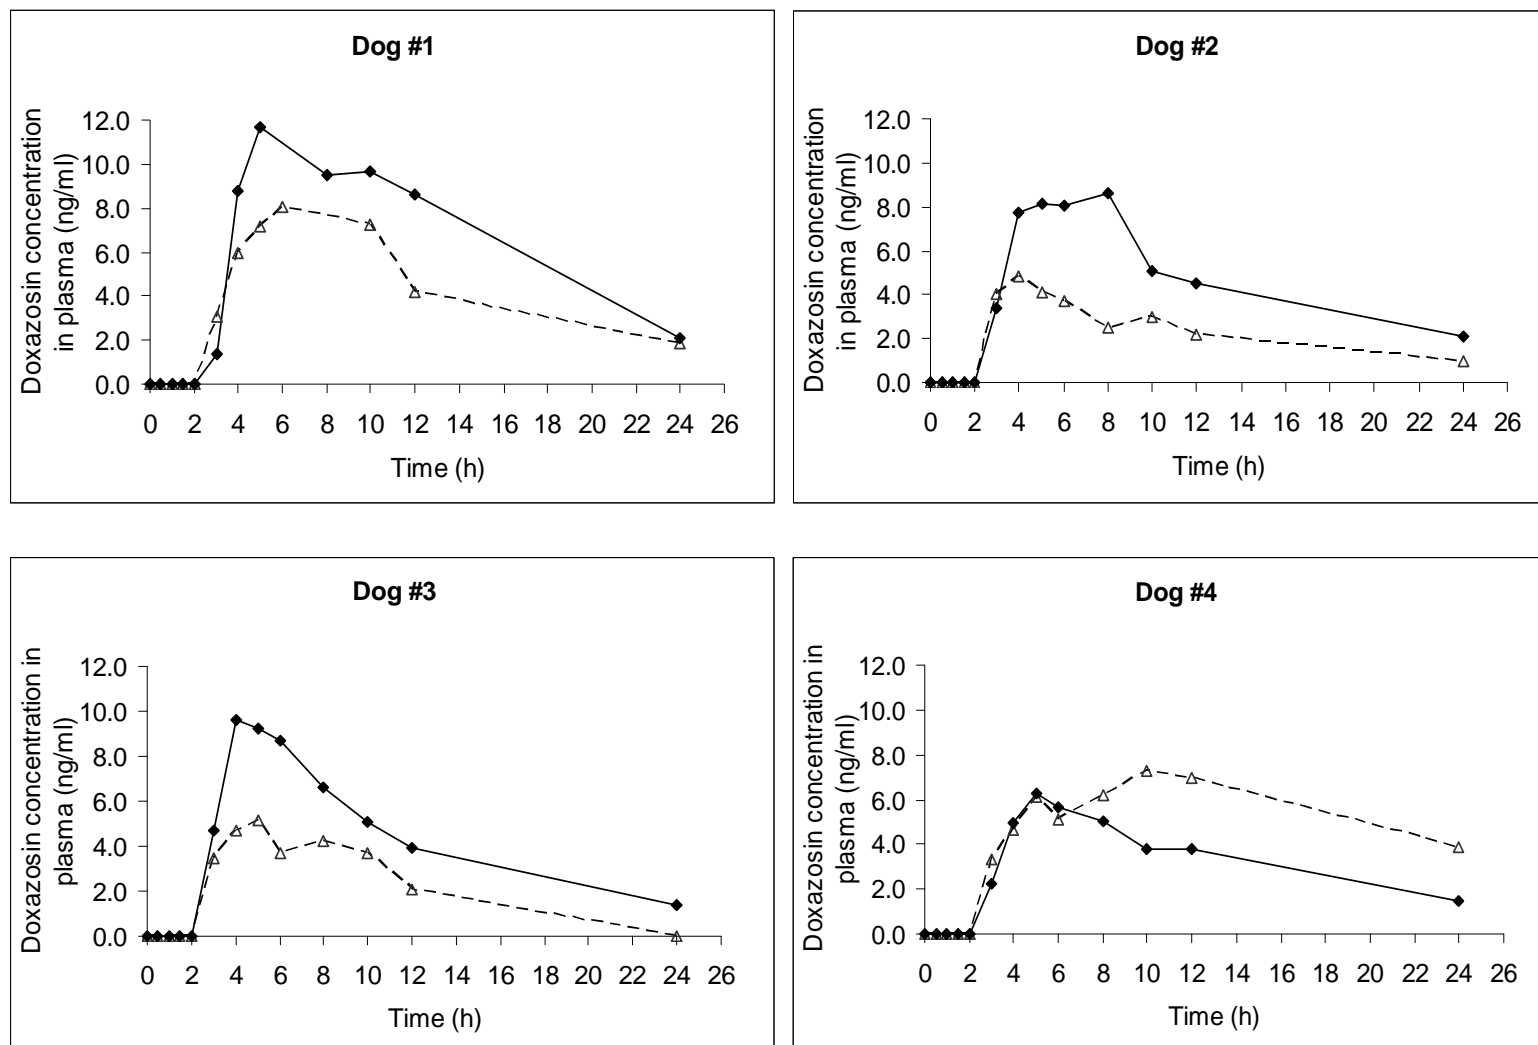 Dog #1
Doxazosin concentration
in plasma (ng/ml)
12.0
10.0
8.0
6.0
4.0
2.0
0.0
0 2 4 6 8 10 12 14 16 18 20 22 24 26
Time (h)
Dog #2
Doxazosin concentration
in plasma (ng/ml)
12.0
10.0
8.0
6.0
4.0
2.0
0.0
0 2 4 6 8 10 12 14 16 18 20 22 24 26
Time (h)
Dog #3
Doxazosin concentration in
plasma (ng/ml)
12.0
10.0
8.0
6.0
4.0
2.0
0.0
0 2 4 6 8 10 12 14 16 18 20 22 24 26
Time (h)
Dog #4
Doxazosin concentration in
plasma (ng/ml)
12.0
10.0
8.0
6.0
4.0
2.0
0.0
0 2 4 6 8 10 12 14 16 18 20 22 24 26
Time (h)